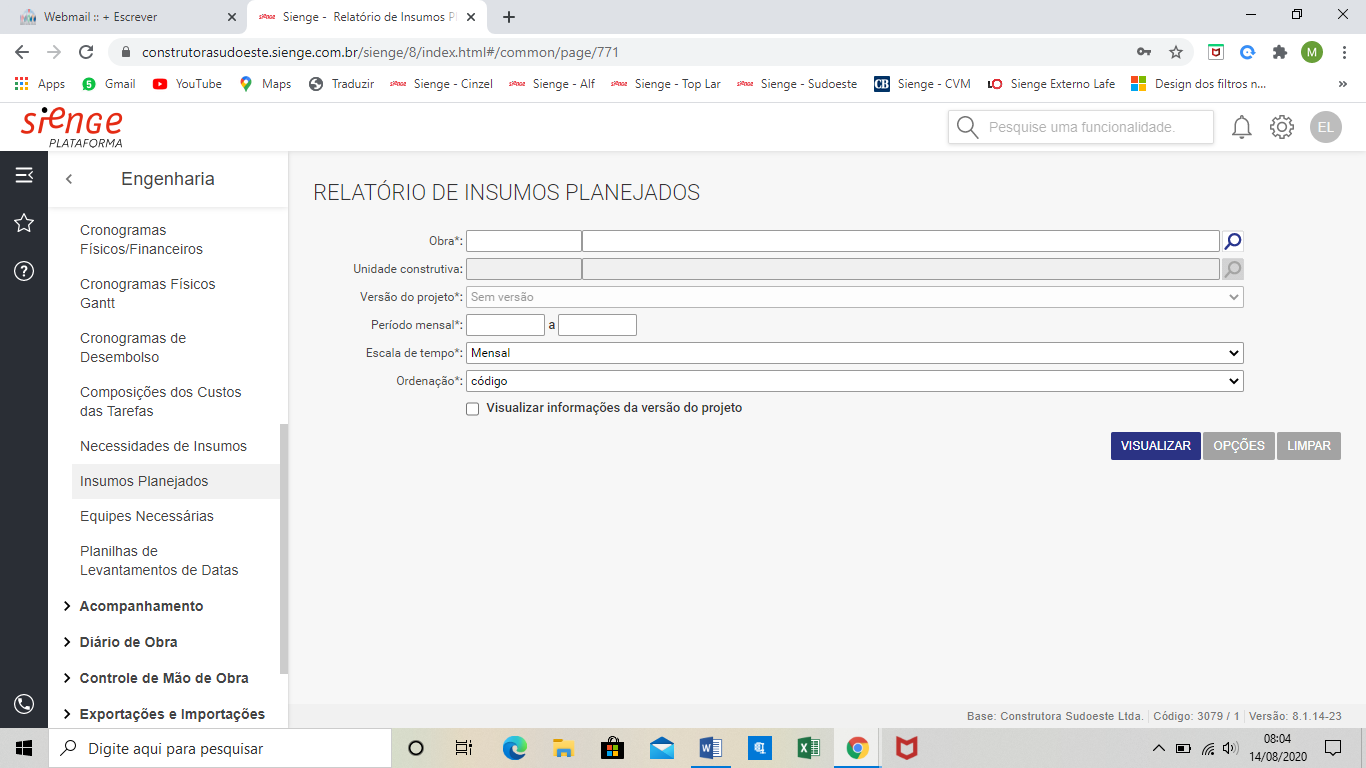 Webmail :: + Escrever
Sienge - Relatório de Insumos Pl
construtorasudoeste.sienge.com.br/sienge/8/index.html#/common/page/771
M
Apps
Gmail
YouTube
Maps
Traduzir
Sienge - Cinzel
Sienge - Alf
Sienge - Top Lar
Sienge - Sudoeste
Sienge - CVM
Sienge Externo Lafe
Design dos filtros n...
sienge
PLATAFORMA
Pesquise uma funcionalidade.
EL
Engenharia
Cronogramas
Físicos/Financeiros
Cronogramas Físicos
Gantt
Cronogramas de
Desembolso
Composições dos Custos
das Tarefas
Necessidades de Insumos
Insumos Planejados
Equipes Necessárias
Planilhas de
Levantamentos de Datas
Acompanhamento
Diário de Obra
Controle de Mão de Obra
Exportações e Importações
RELATÓRIO DE INSUMOS PLANEJADOS
Obra*:
Unidade construtiva:
Versão do projeto*: Sem versão
Período mensal*: a
Escala de tempo*: Mensal
Ordenação*: código
Visualizar informações da versão do projeto
VISUALIZAR OPÇÕES LIMPAR
Base: Construtora Sudoeste Ltda. | Código: 3079 / 1 | Versão: 8.1.14-23
Digite aqui para pesquisar
08:04
14/08/2020